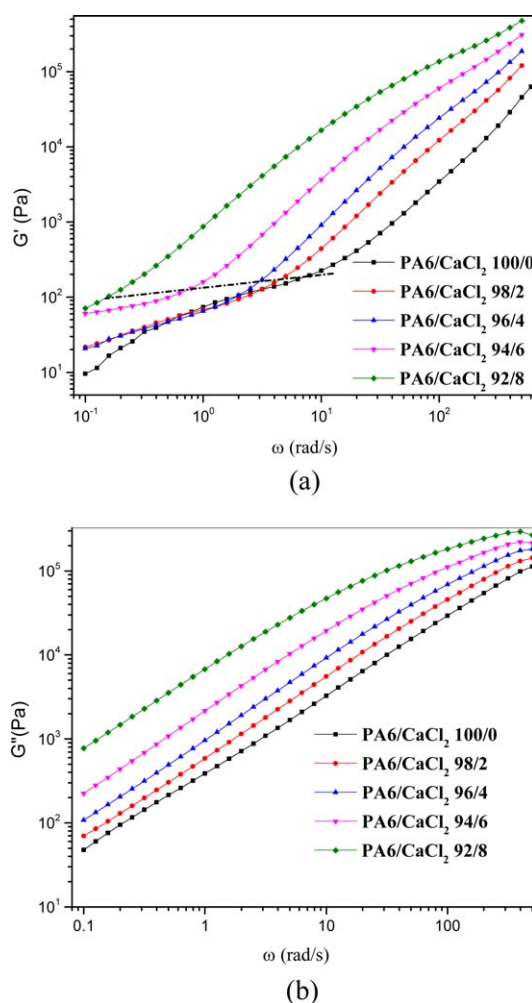 G' (Pa)
10⁵
10⁴
10³
10²
10¹
PA6/CaCl₂ 100/0
PA6/CaCl₂ 98/2
PA6/CaCl₂ 96/4
PA6/CaCl₂ 94/6
PA6/CaCl₂ 92/8
10⁻¹ 10⁰ 10¹ 10²
ω (rad/s)
(a)
G''(Pa)
10⁵
10⁴
10³
10²
10¹
PA6/CaCl₂ 100/0
PA6/CaCl₂ 98/2
PA6/CaCl₂ 96/4
PA6/CaCl₂ 94/6
PA6/CaCl₂ 92/8
0.1 1 10 100
ω (rad/s)
(b)